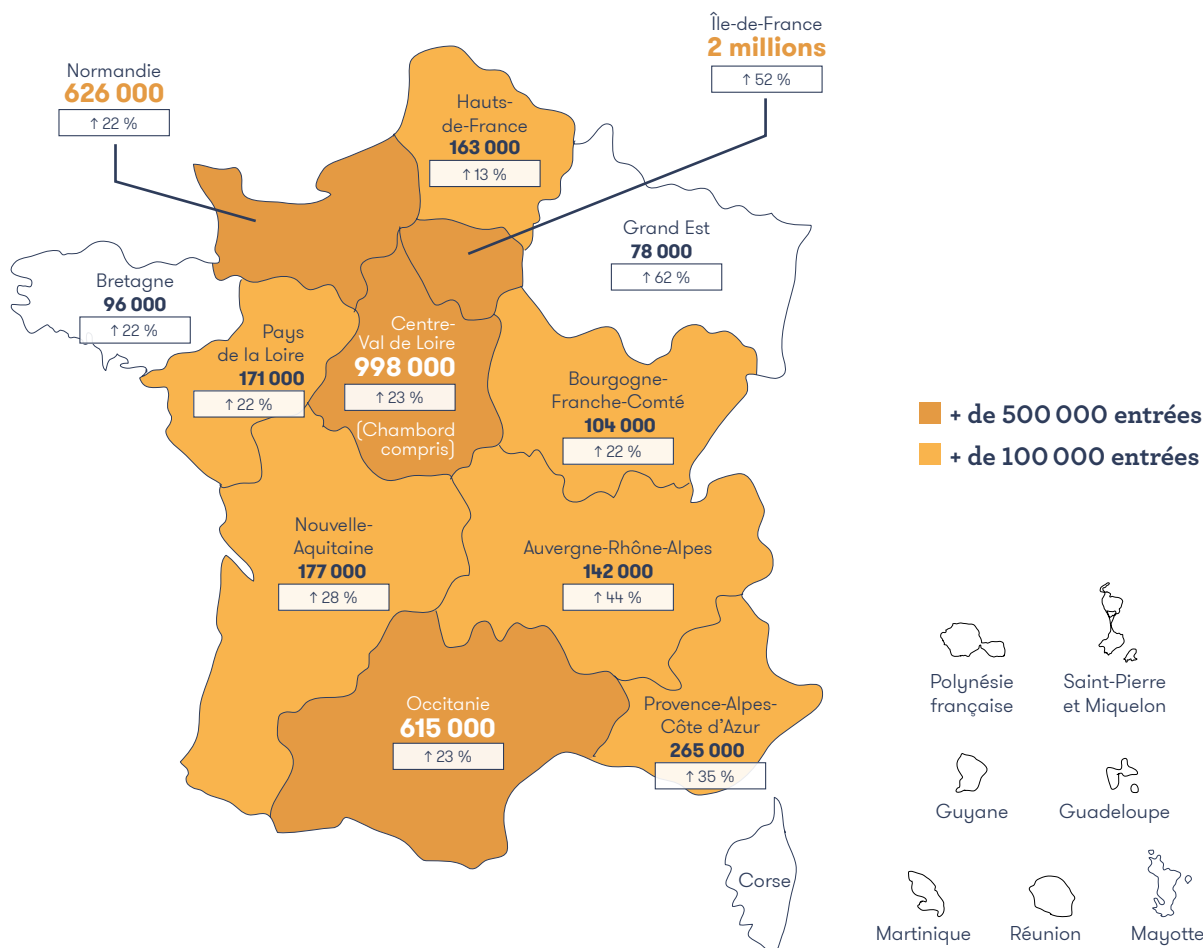 Île-de-France
2 millions
↑ 52 %
Normandie
626 000
↑ 22 %
Hauts-
de-France
163 000
↑ 13 %
Grand Est
78 000
↑ 62 %
Bretagne
96 000
↑ 22 %
Pays
de la Loire
171 000
↑ 22 %
Centre-
Val de Loire
998 000
↑ 23 %
(Chambord
compris)
Bourgogne-
Franche-Comté
104 000
↑ 22 %
+ de 500 000 entrées
+ de 100 000 entrées
Nouvelle-
Aquitaine
177 000
↑ 28 %
Auvergne-Rhône-Alpes
142 000
↑ 44 %
Occitanie
615 000
↑ 23 %
Provence-Alpes-
Côte d'Azur
265 000
↑ 35 %
Corse
Polynésie
française
Saint-Pierre
et Miquelon
Guyane
Guadeloupe
Martinique
Réunion
Mayotte